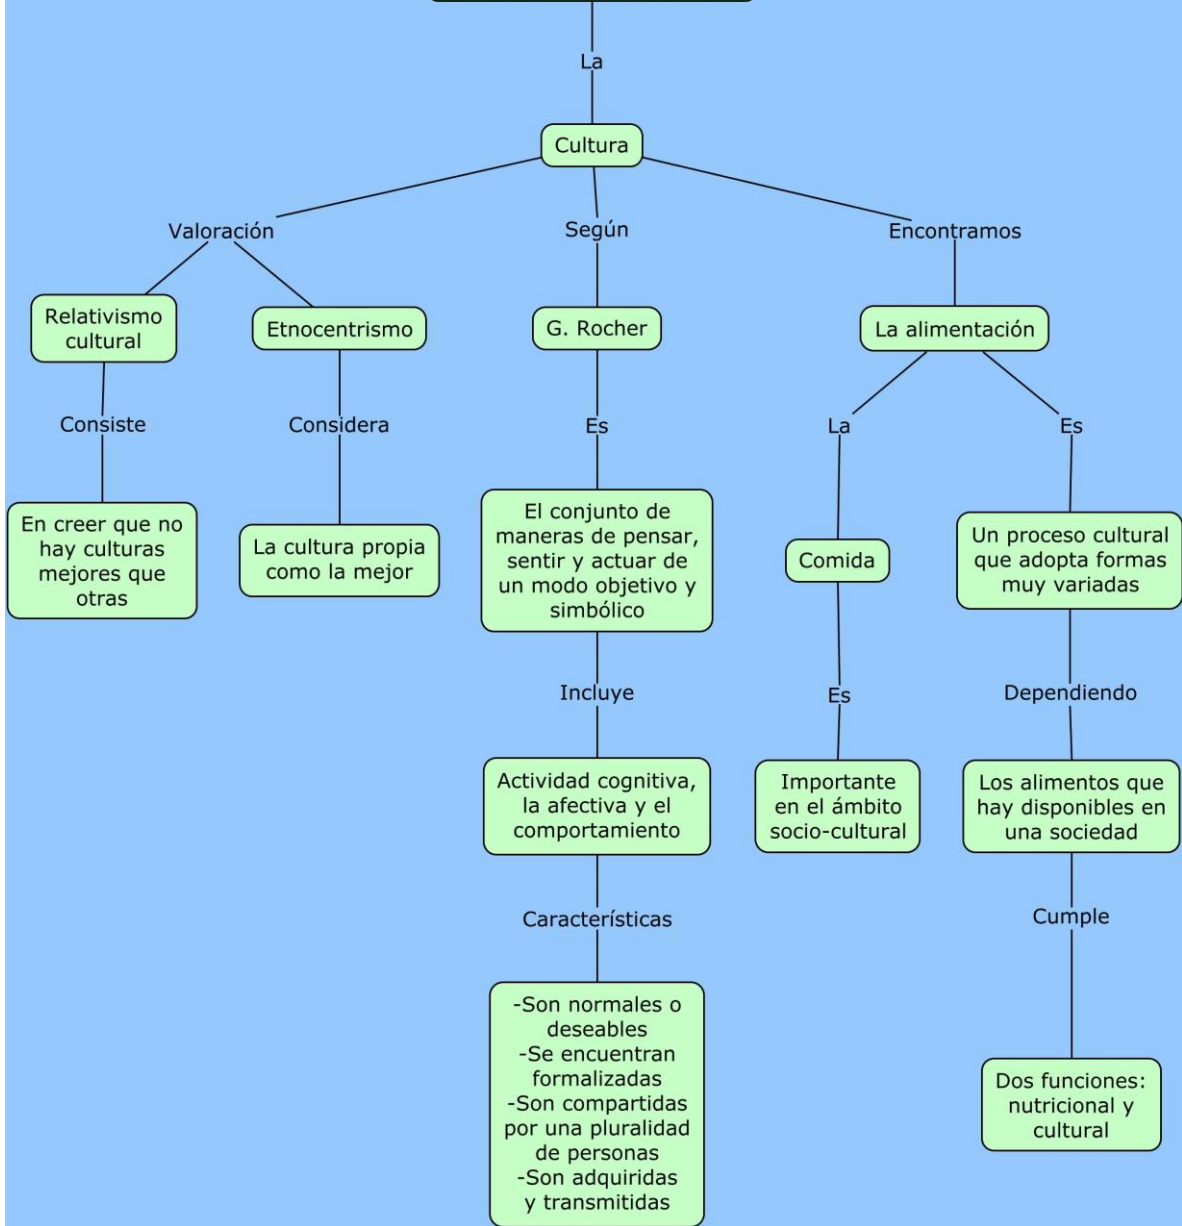 La
Cultura
Valoración
Según
Encontramos
Relativismo
cultural
Etnocentrismo
G. Rocher
La alimentación
Consiste
Considera
Es
La
Es
En creer que no
hay culturas
mejores que
otras
La cultura propia
como la mejor
El conjunto de
maneras de pensar,
sentir y actuar de
un modo objetivo y
simbólico
Comida
Un proceso cultural
que adopta formas
muy variadas
Incluye
Es
Dependiendo
Actividad cognitiva,
la afectiva y el
comportamiento
Importante
en el ámbito
socio-cultural
Los alimentos que
hay disponibles en
una sociedad
Características
Cumple
-Son normales o
deseables
-Se encuentran
formalizadas
-Son compartidas
por una pluralidad
de personas
-Son adquiridas
y transmitidas
Dos funciones:
nutricional y
cultural